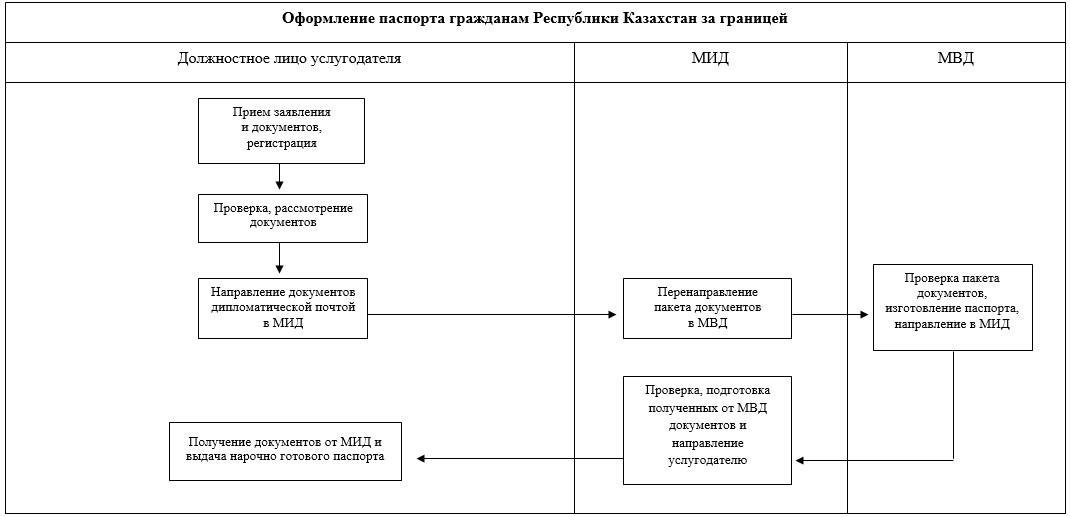 Оформление паспорта гражданам Республики Казахстан за границей
Должностное лицо услугодателя
МИД
МВД
Прием заявления
и документов,
регистрация
Проверка, рассмотрение
документов
Направление документов
дипломатической почтой
в МИД
Перенаправление
пакета документов
в МВД
Проверка пакета
документов,
изготовление паспорта,
направление в МИД
Проверка, подготовка
полученных от МВД
документов и
направление
услугодателю
Получение документов от МИД и
выдача нарочно готового паспорта